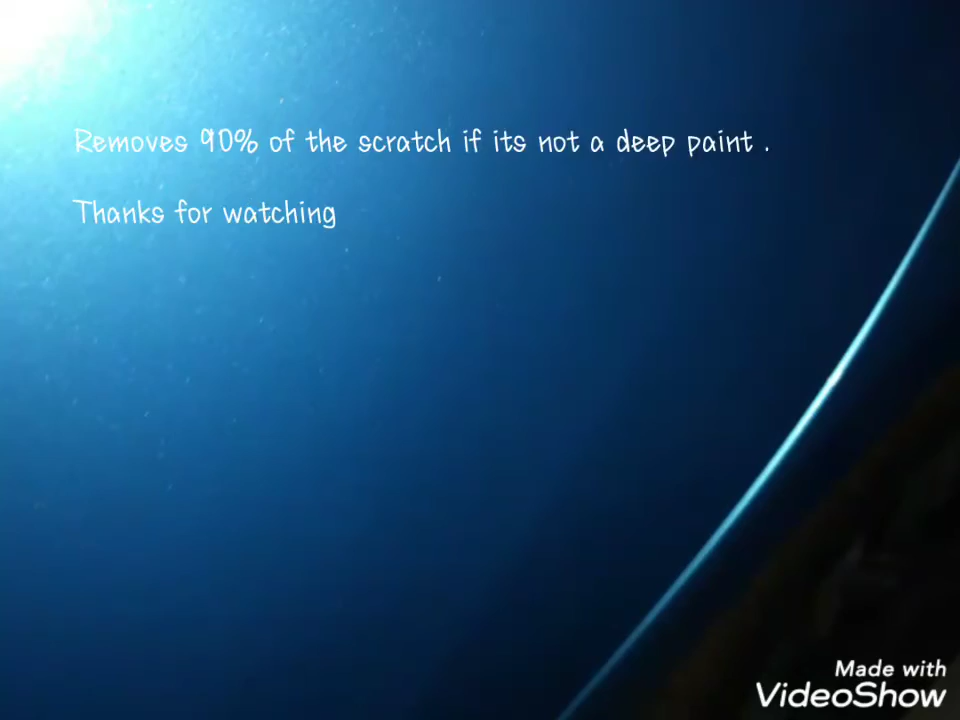 Removes 90% of the scratch if its not a deep paint .
Thanks for watching
Made with
VideoShow